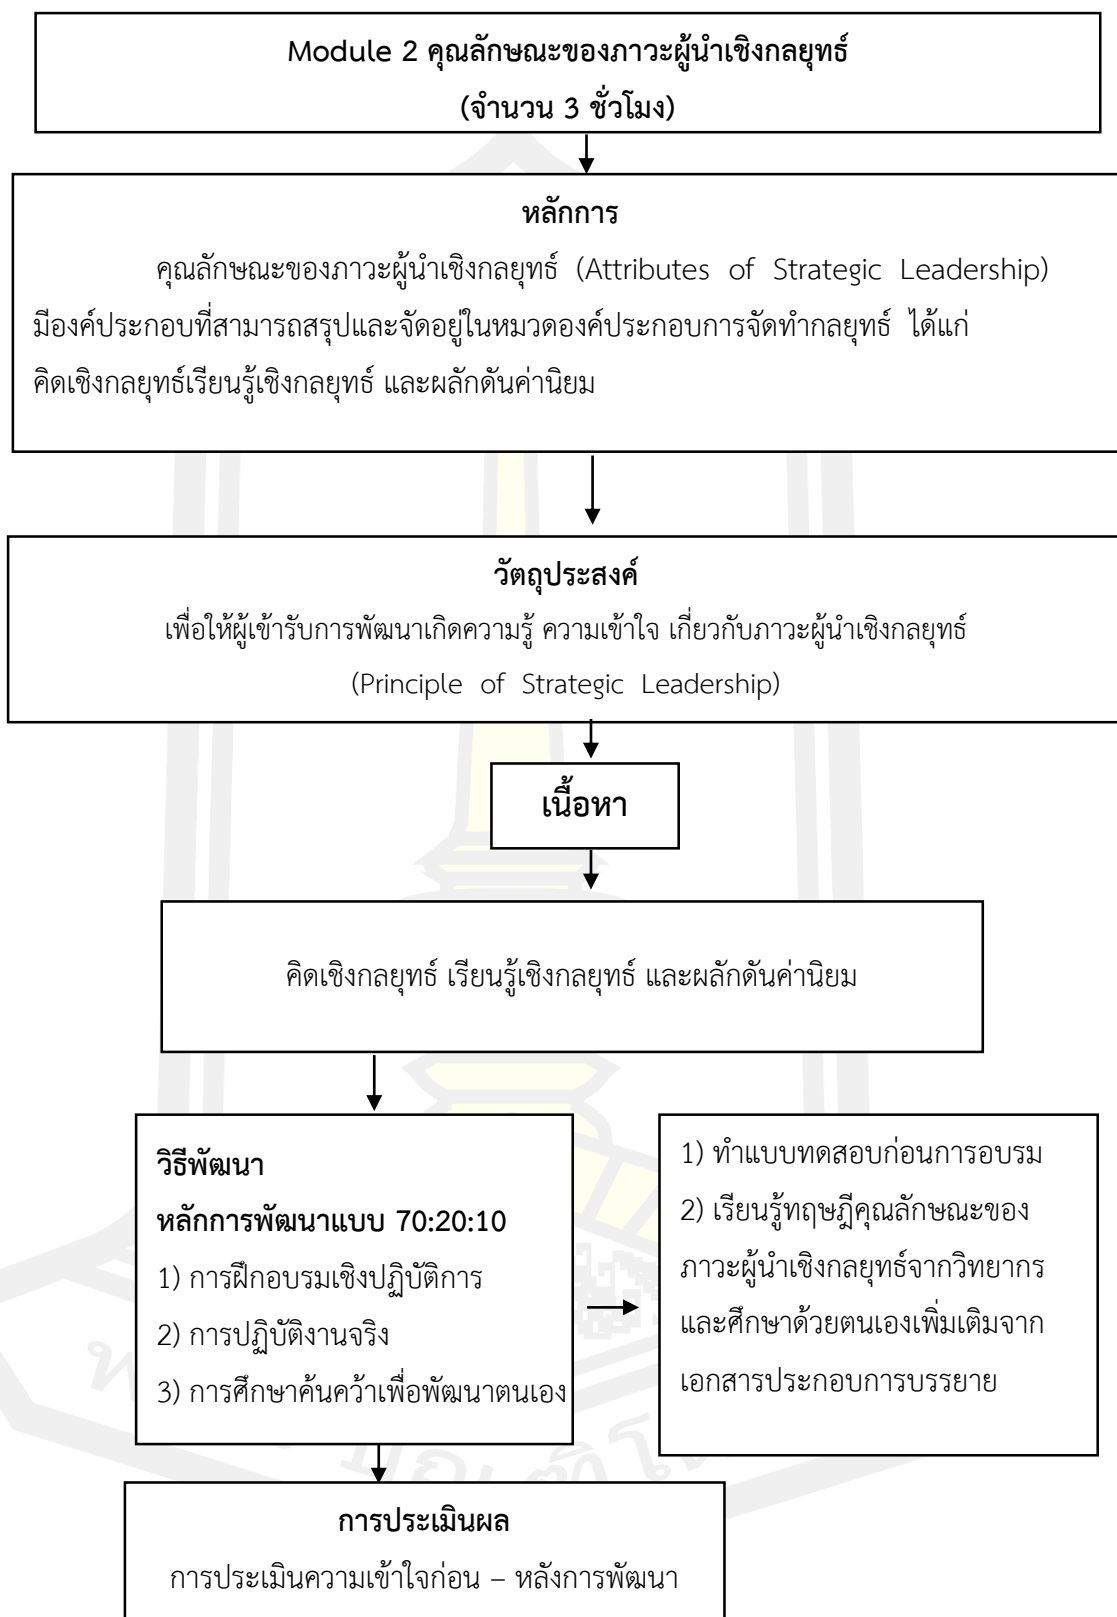 Module 2 คุณลักษณะของภาวะผู้นำเชิงกลยุทธ์
(จำนวน 3 ชั่วโมง)
หลักการ
คุณลักษณะของภาวะผู้นำเชิงกลยุทธ์ (Attributes of Strategic Leadership)
มีองค์ประกอบที่สามารถสรุปและจัดอยู่ในหมวดองค์ประกอบการจัดทำกลยุทธ์ ได้แก่
คิดเชิงกลยุทธ์เรียนรู้เชิงกลยุทธ์ และผลักดันค่านิยม
วัตถุประสงค์
เพื่อให้ผู้เข้ารับการพัฒนาเกิดความรู้ ความเข้าใจ เกี่ยวกับภาวะผู้นำเชิงกลยุทธ์
(Principle of Strategic Leadership)
เนื้อหา
คิดเชิงกลยุทธ์ เรียนรู้เชิงกลยุทธ์ และผลักดันค่านิยม
วิธีพัฒนา
หลักการพัฒนาแบบ 70:20:10
1) การฝึกอบรมเชิงปฏิบัติการ
2) การปฏิบัติงานจริง
3) การศึกษาค้นคว้าเพื่อพัฒนาตนเอง
1) ทำแบบทดสอบก่อนการอบรม
2) เรียนรู้ทฤษฎีคุณลักษณะของ
ภาวะผู้นำเชิงกลยุทธ์จากวิทยากร
และศึกษาด้วยตนเองเพิ่มเติมจาก
เอกสารประกอบการบรรยาย
การประเมินผล
การประเมินความเข้าใจก่อน – หลังการพัฒนา